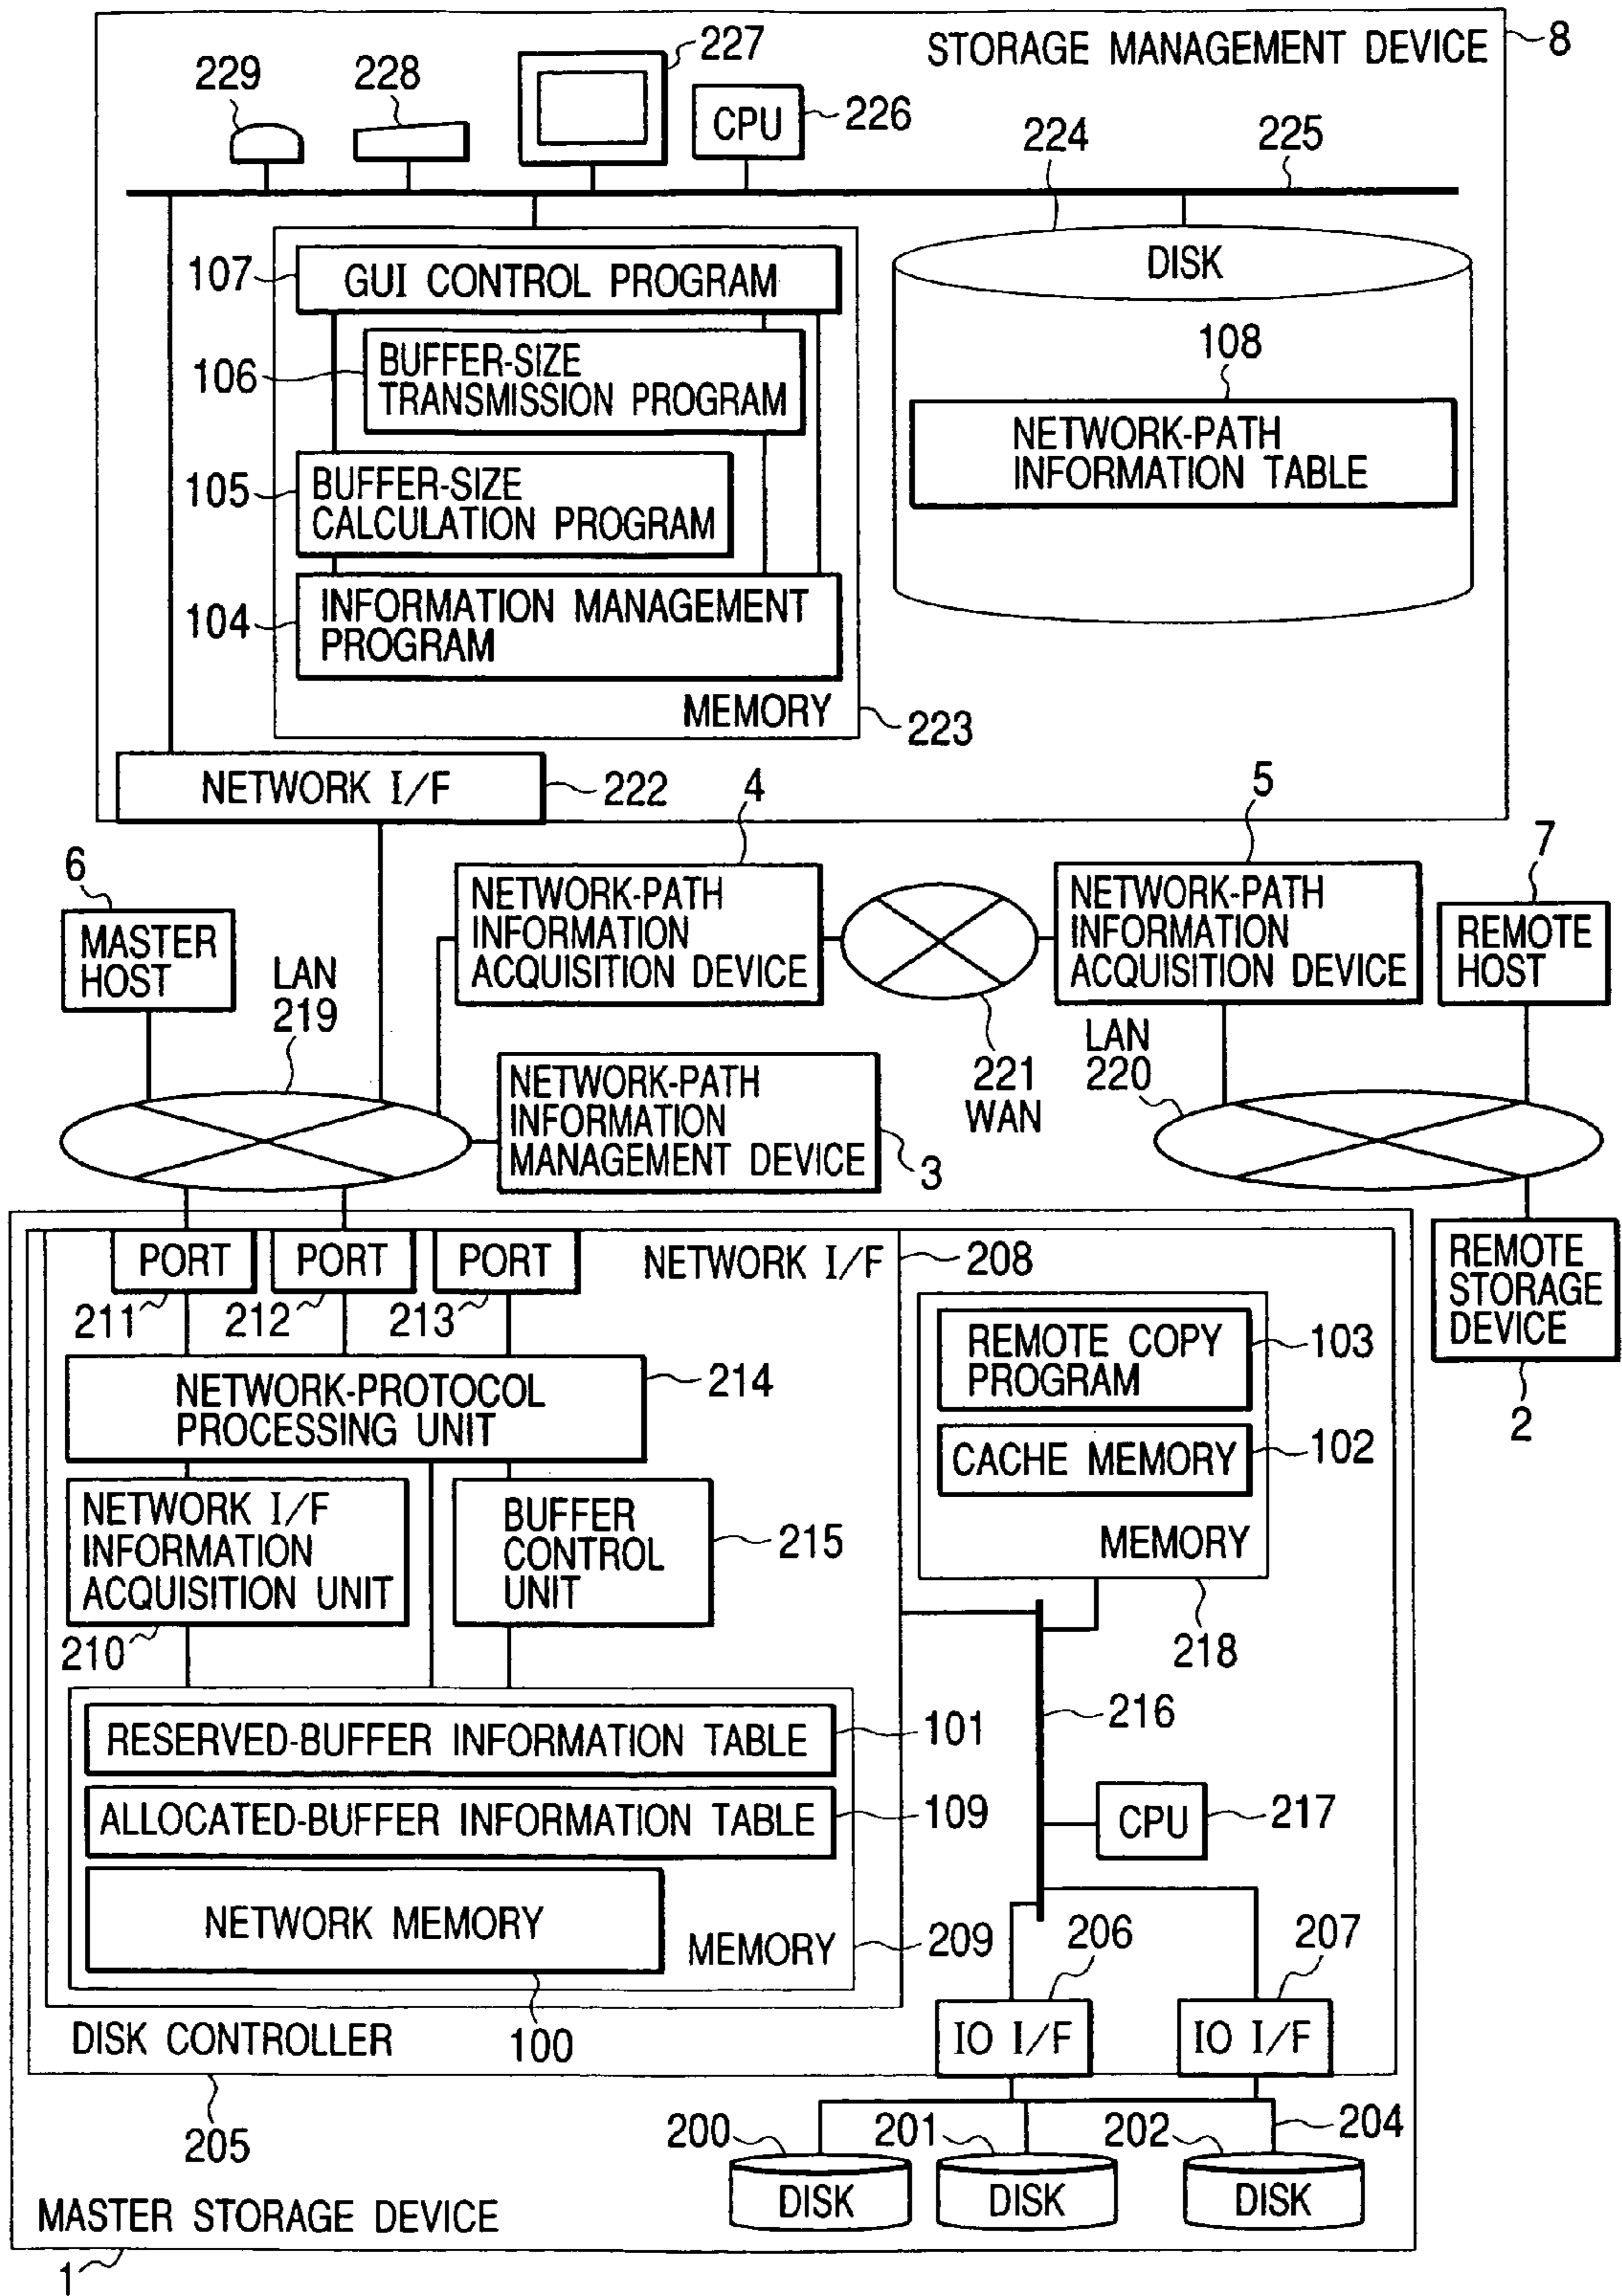 STORAGE MANAGEMENT DEVICE
8
229
228
227
CPU
226
224
225
DISK
107
GUI CONTROL PROGRAM
106
BUFFER-SIZE
TRANSMISSION PROGRAM
108
NETWORK-PATH
INFORMATION TABLE
105
BUFFER-SIZE
CALCULATION PROGRAM
104
INFORMATION MANAGEMENT
PROGRAM
MEMORY
223
NETWORK I/F
222
4
5
6
7
MASTER
HOST
LAN
219
NETWORK-PATH
INFORMATION
ACQUISITION DEVICE
NETWORK-PATH
INFORMATION
ACQUISITION DEVICE
REMOTE
HOST
221
WAN
LAN
220
NETWORK-PATH
INFORMATION
MANAGEMENT DEVICE
3
PORT
PORT
PORT
NETWORK I/F
208
211
212
213
REMOTE
STORAGE
DEVICE
2
REMOTE COPY
PROGRAM
103
CACHE MEMORY
102
MEMORY
218
NETWORK-PROTOCOL
PROCESSING UNIT
214
NETWORK I/F
INFORMATION
ACQUISITION UNIT
210
BUFFER
CONTROL
UNIT
215
216
RESERVED-BUFFER INFORMATION TABLE
101
ALLOCATED-BUFFER INFORMATION TABLE
109
CPU
217
NETWORK MEMORY
MEMORY
209
100
206
207
IO I/F
IO I/F
DISK CONTROLLER
205
200
201
202
204
DISK
DISK
DISK
MASTER STORAGE DEVICE
1